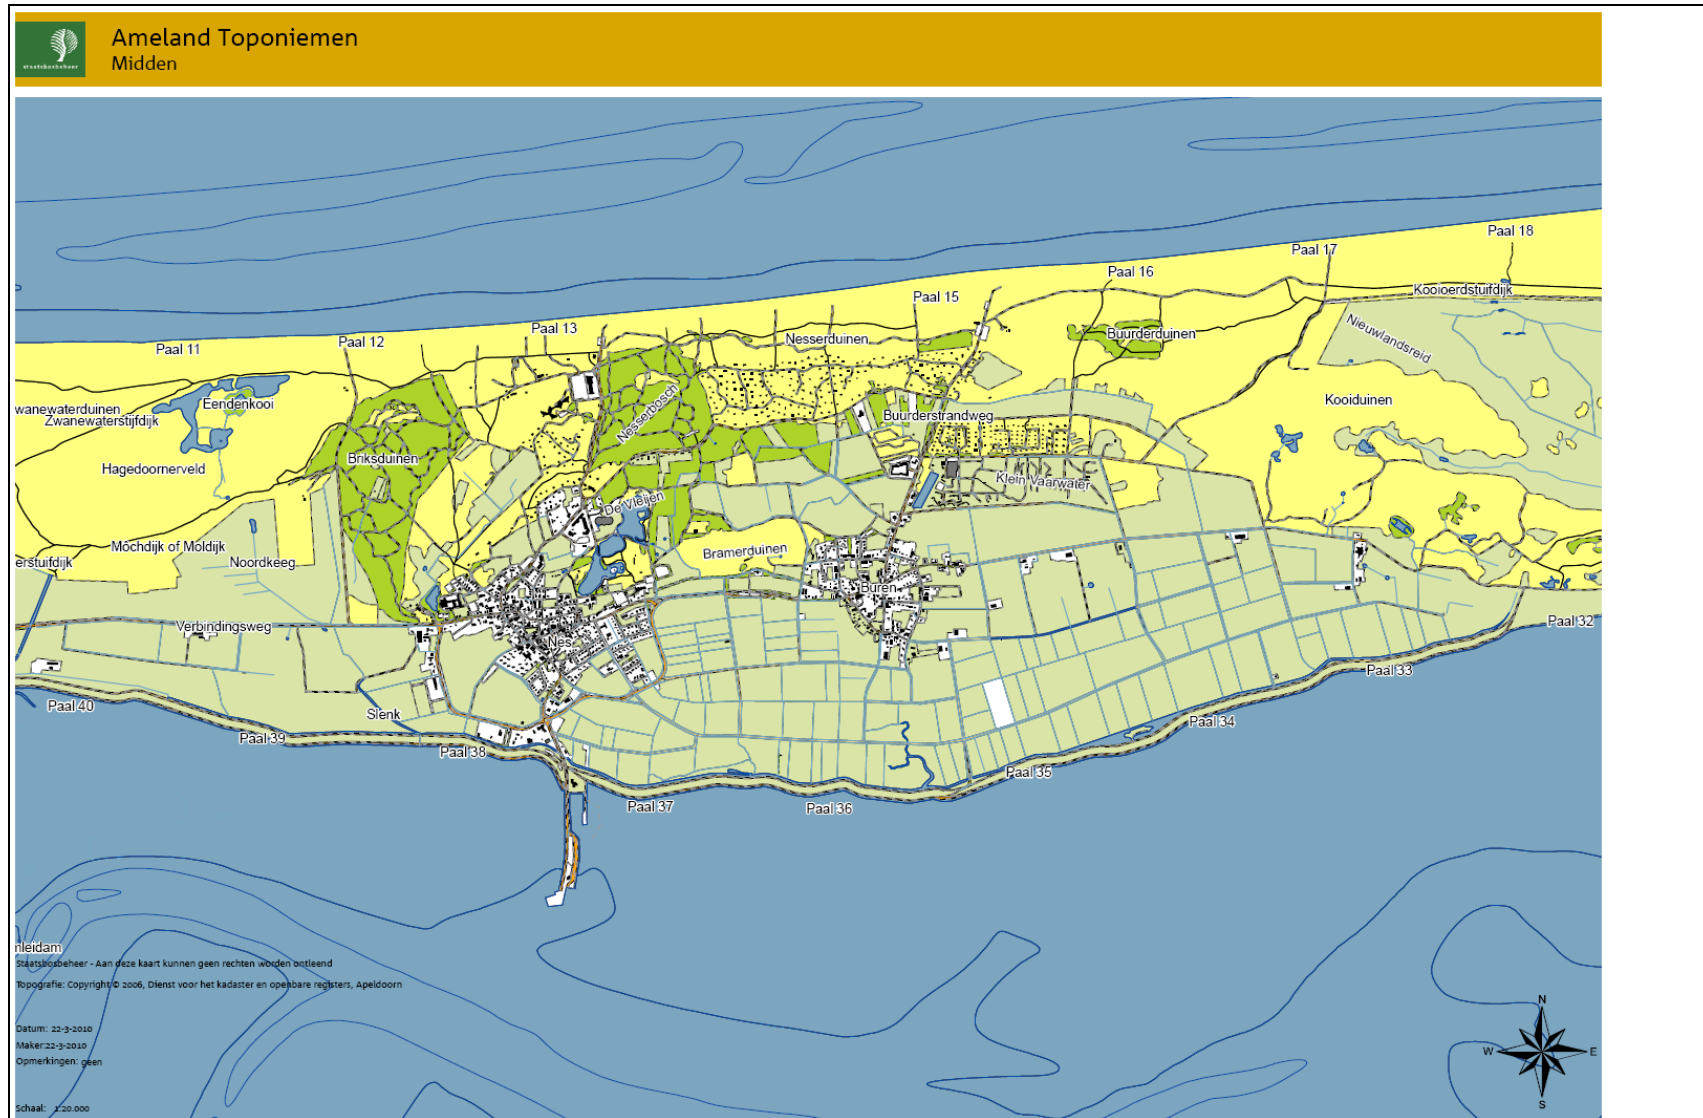 staatsbosbeheer
Ameland Toponiemen
Midden
Paal 18
Paal 17
Paal 16
Kooioerdstuifdijk
Paal 15
Nieuwlandsreid
Paal 13
Buurderduinen
Nesserduinen
Paal 12
Paal 11
Eendenkooi
Nesserbosch
Kooiduinen
wanewaterduinen
Zwanewaterstijfdijk
Buurderstrandweg
Briksduinen
Hagedoornerveld
Klein Vaarwater
De Vleijen
Mochdijk of Moldijk
Bramerduinen
erstuifdijk
Noordkeeg
Buren
Paal 32
Verbindingsweg
Nes
Paal 33
Paal 40
Slenk
Paal 34
Paal 39
Paal 38
Paal 35
Paal 37
Paal 36
nleidam
Staatsbosbeheer - Aan deze kaart kunnen geen rechten worden ontleend
Topografie: Copyright © 2006, Dienst voor het kadaster en openbare registers, Apeldoorn
Datum: 22-3-2010
Maker:22-3-2010
Opmerkingen: geen
Schaal: 1:20.000
N
W
E
S